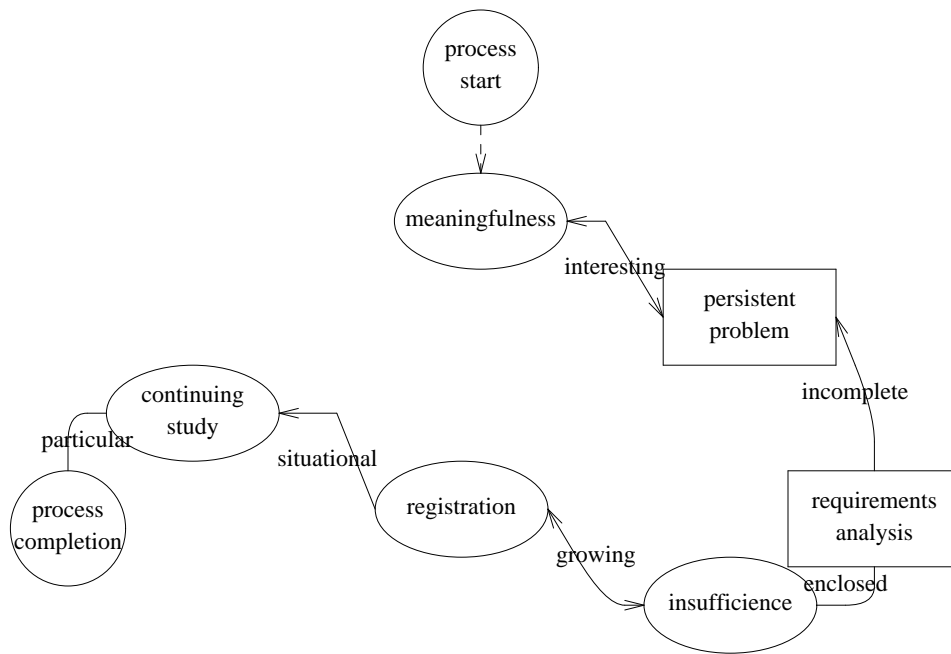 process
start
meaningfulness
interesting
persistent
problem
incomplete
continuing
study
particular
situational
process
completion
registration
requirements
analysis
growing
enclosed
insufficience